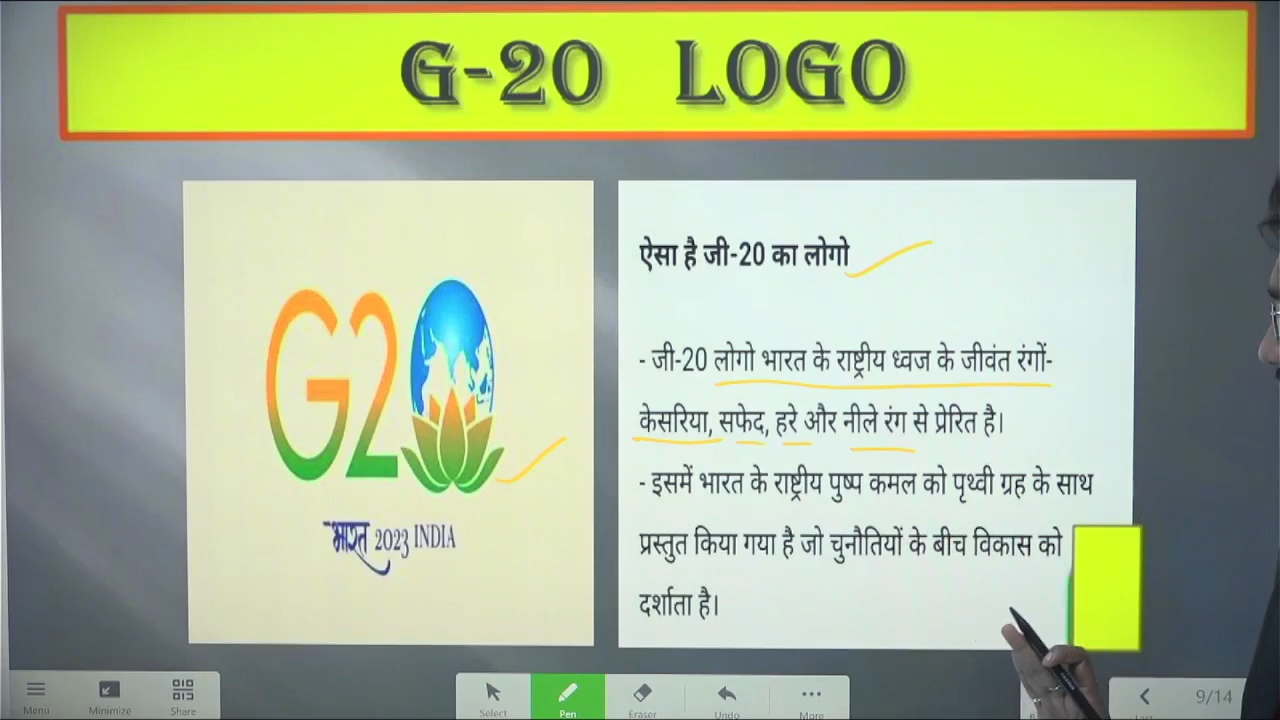 G-20 LOGO
G20
भारत 2023 INDIA
ऐसा है जी-20 का लोगो
- जी-20 लोगो भारत के राष्ट्रीय ध्वज के जीवंत रंगों-
केसरिया, सफेद, हरे और नीले रंग से प्रेरित है।
- इसमें भारत के राष्ट्रीय पुष्प कमल को पृथ्वी ग्रह के साथ
प्रस्तुत किया गया है जो चुनौतियों के बीच विकास को
दर्शाता है।
Menu Minimize Share Select Pen Eraser Undo More 9/14